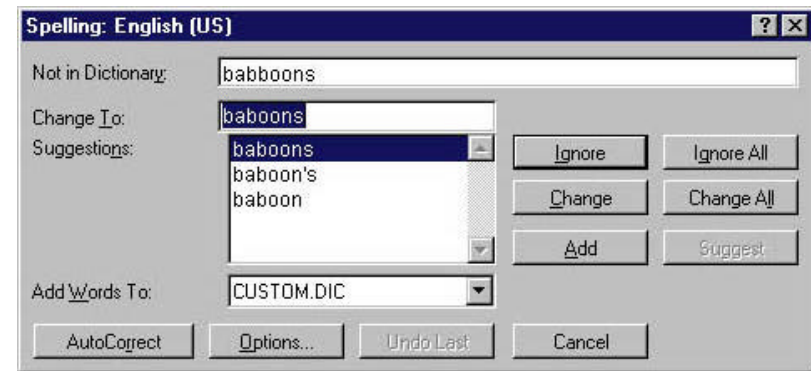 Spelling: English (US)
Not in Dictionary: babboons
Change To: baboons
Suggestions: baboons Ignore Ignore All
baboon's
baboon Change Change All
Add Suggest
Add Words To: CUSTOM.DIC
AutoCorrect Options... Undo Last Cancel